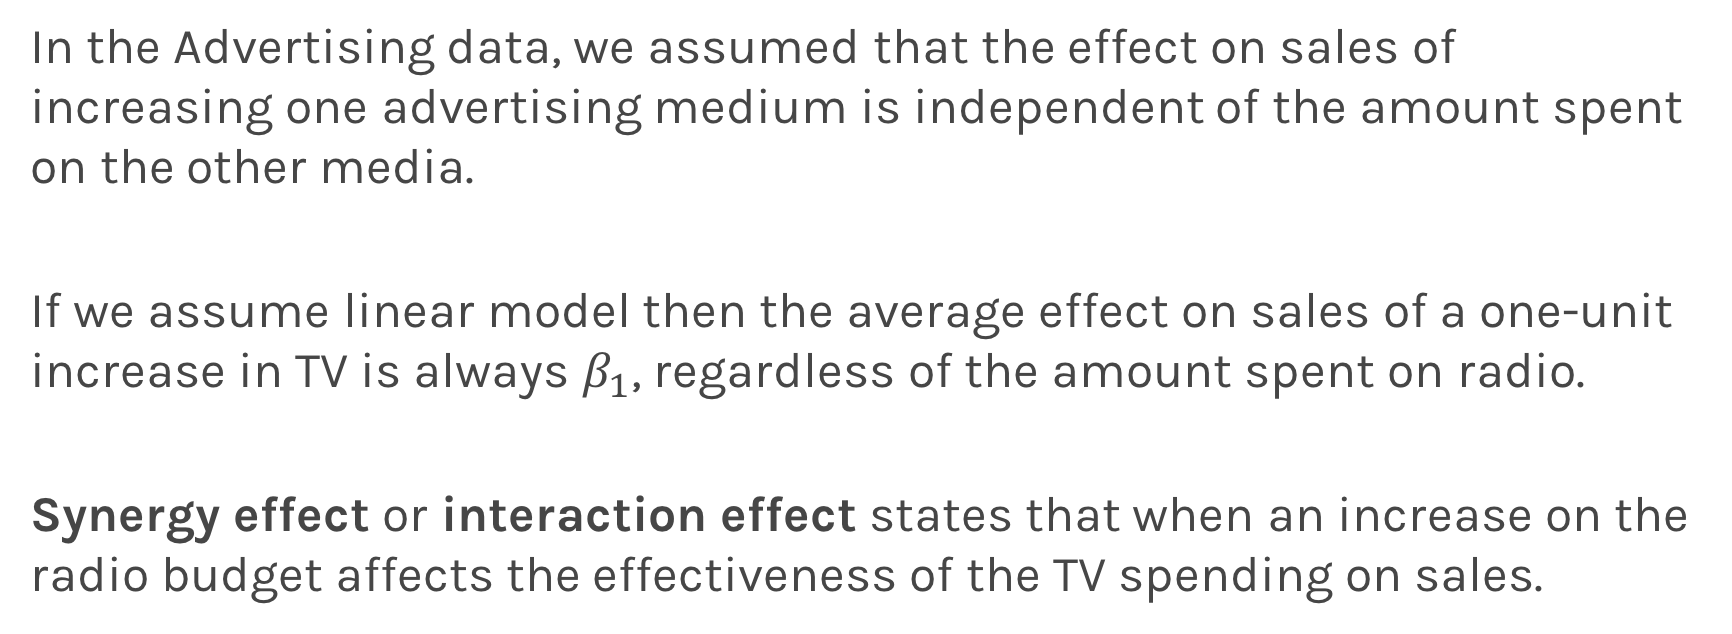 In the Advertising data, we assumed that the effect on sales of
increasing one advertising medium is independent of the amount spent
on the other media.
If we assume linear model then the average effect on sales of a one-unit
increase in TV is always β₁, regardless of the amount spent on radio.
Synergy effect or interaction effect states that when an increase on the
radio budget affects the effectiveness of the TV spending on sales.